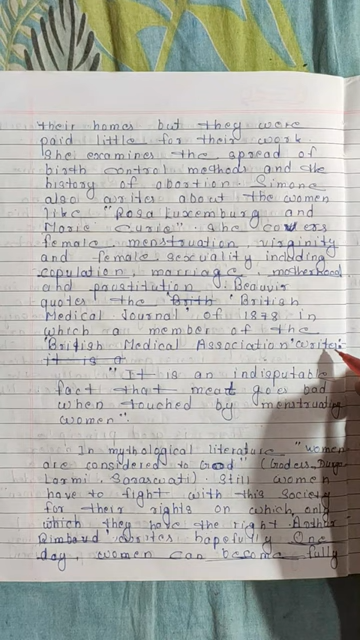 their homes but they were
paid little for their work.
She examines the spread of
birth control methods and the
history of abortion. Simone
also writes about the women
like "Rosa Luxemburg and
Marie Curie" she covers
female menstruation, virginity
and female sexuality including
copulation, marriage, motherhood
and prostitution. Beauvir
quotes the 'Brith' British
Medical Journal' of 1878 in
which a member of the
'British Medical Association' writes:
it is a
"It is an indisputable
fact that meat goes bad
when touched by menstruating
women".
In mythological literature "women
are considered to God" (Goders, Durga
Laxmi, Saraswati). Still women
have to fight with this society
for their rights on which only
which they have the right. Arthur
Rimbaud writes hopefully One
day, women can become fully